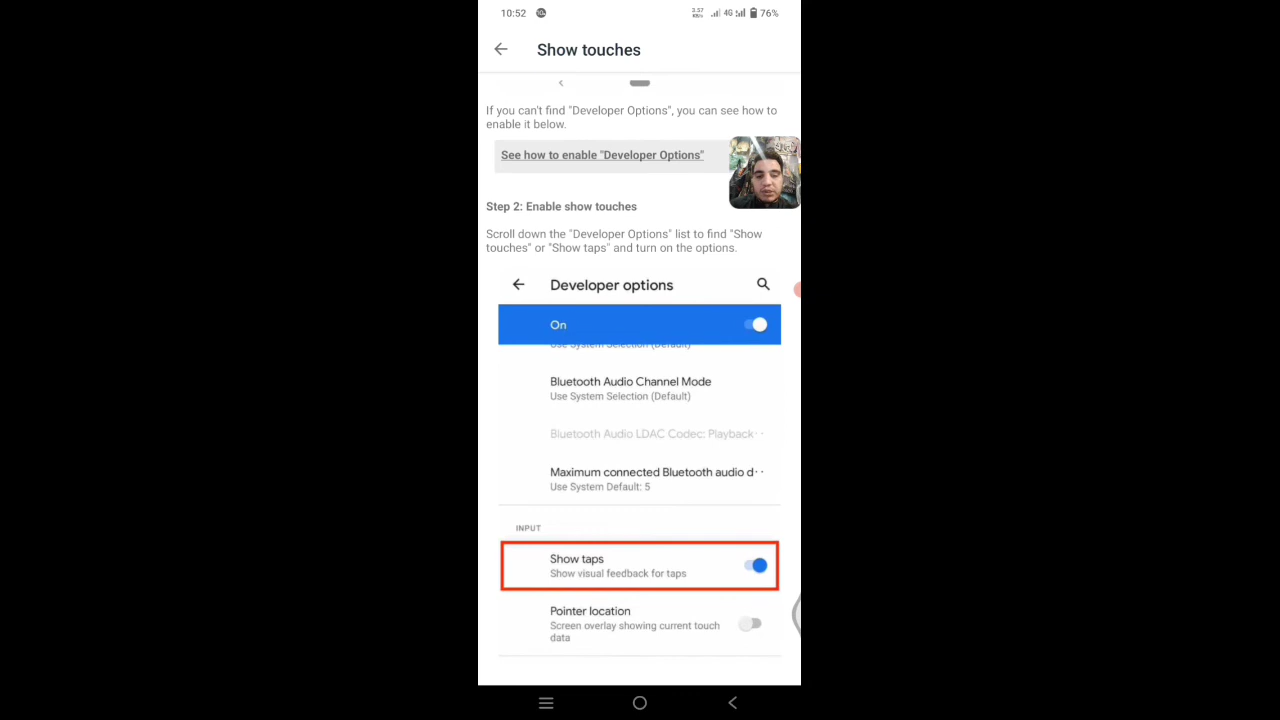 10:52
3.57
KB/s
4G
76%
Show touches
If you can't find "Developer Options", you can see how to
enable it below.
See how to enable "Developer Options"
Step 2: Enable show touches
Scroll down the "Developer Options" list to find "Show
touches" or "Show taps" and turn on the options.
Developer options
On
Use System Selection (Default)
Bluetooth Audio Channel Mode
Use System Selection (Default)
Bluetooth Audio LDAC Codec: Playback··
Maximum connected Bluetooth audio d··
Use System Default: 5
INPUT
Show taps
Show visual feedback for taps
Pointer location
Screen overlay showing current touch
data